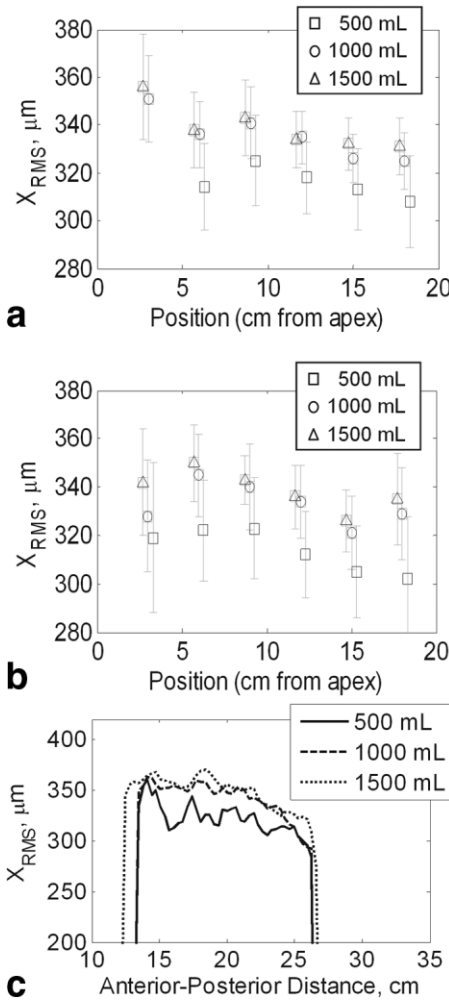 380
360
340
320
300
280
X_RMS, μm
500 mL
1000 mL
1500 mL
0 5 10 15 20
Position (cm from apex)
a
380
360
340
320
300
280
X_RMS, μm
500 mL
1000 mL
1500 mL
0 5 10 15 20
Position (cm from apex)
b
400
350
300
250
200
X_RMS, μm
500 mL
1000 mL
1500 mL
10 15 20 25 30 35
Anterior-Posterior Distance, cm
c